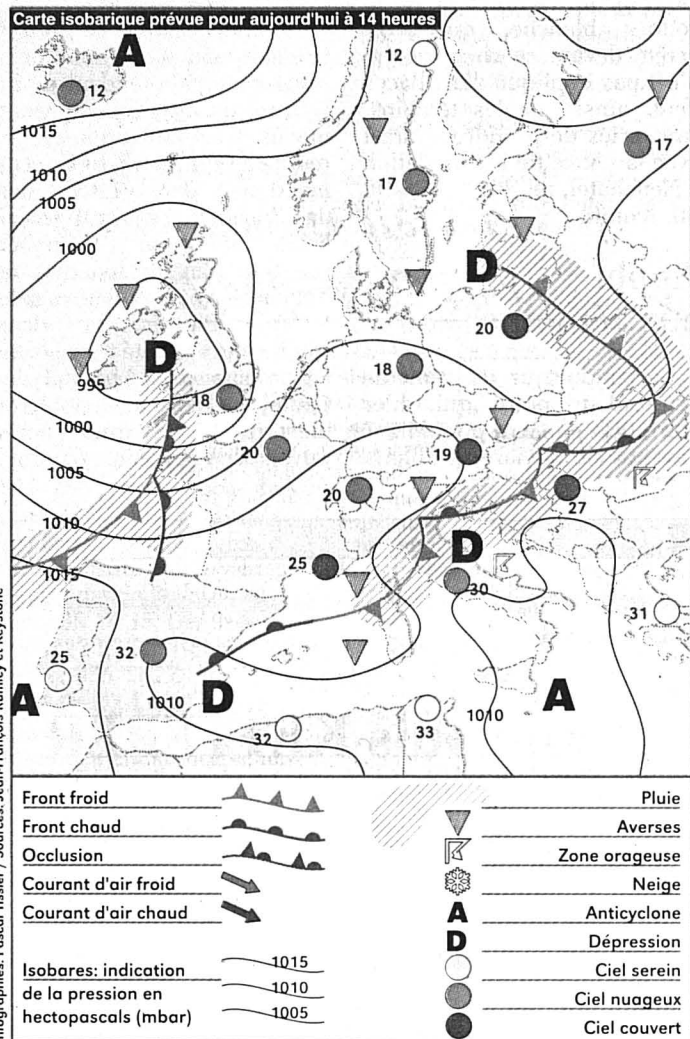 Carte isobarique prévue pour aujourd'hui à 14 heures
A
12
12
1015
17
1010
17
1005
1000
D
20
D
995
18
18
1000
20
19
1005
20
27
1010
D
25
1015
30
31
25
32
A
D
A
1010
1010
32
33
Front froid
Front chaud
Occlusion
Courant d'air froid
Courant d'air chaud
Isobares: indication
de la pression en
hectopascals (mbar)
1015
1010
1005
Pluie
Averses
Zone orageuse
Neige
A Anticyclone
D Dépression
Ciel serein
Ciel nuageux
Ciel couvert